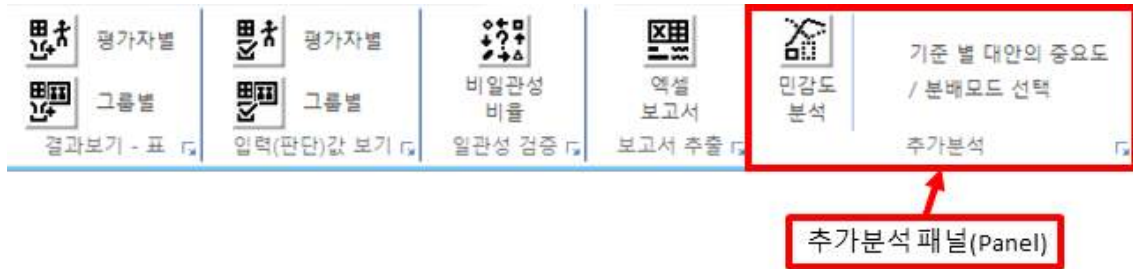 평가자별
그룹별
결과보기 - 표
평가자별
그룹별
입력(판단)값 보기
비일관성
비율
일관성 검증
엑셀
보고서
보고서 추출
민감도
분석
기준 별 대안의 중요도
/ 분배모드 선택
추가분석
추가분석 패널(Panel)